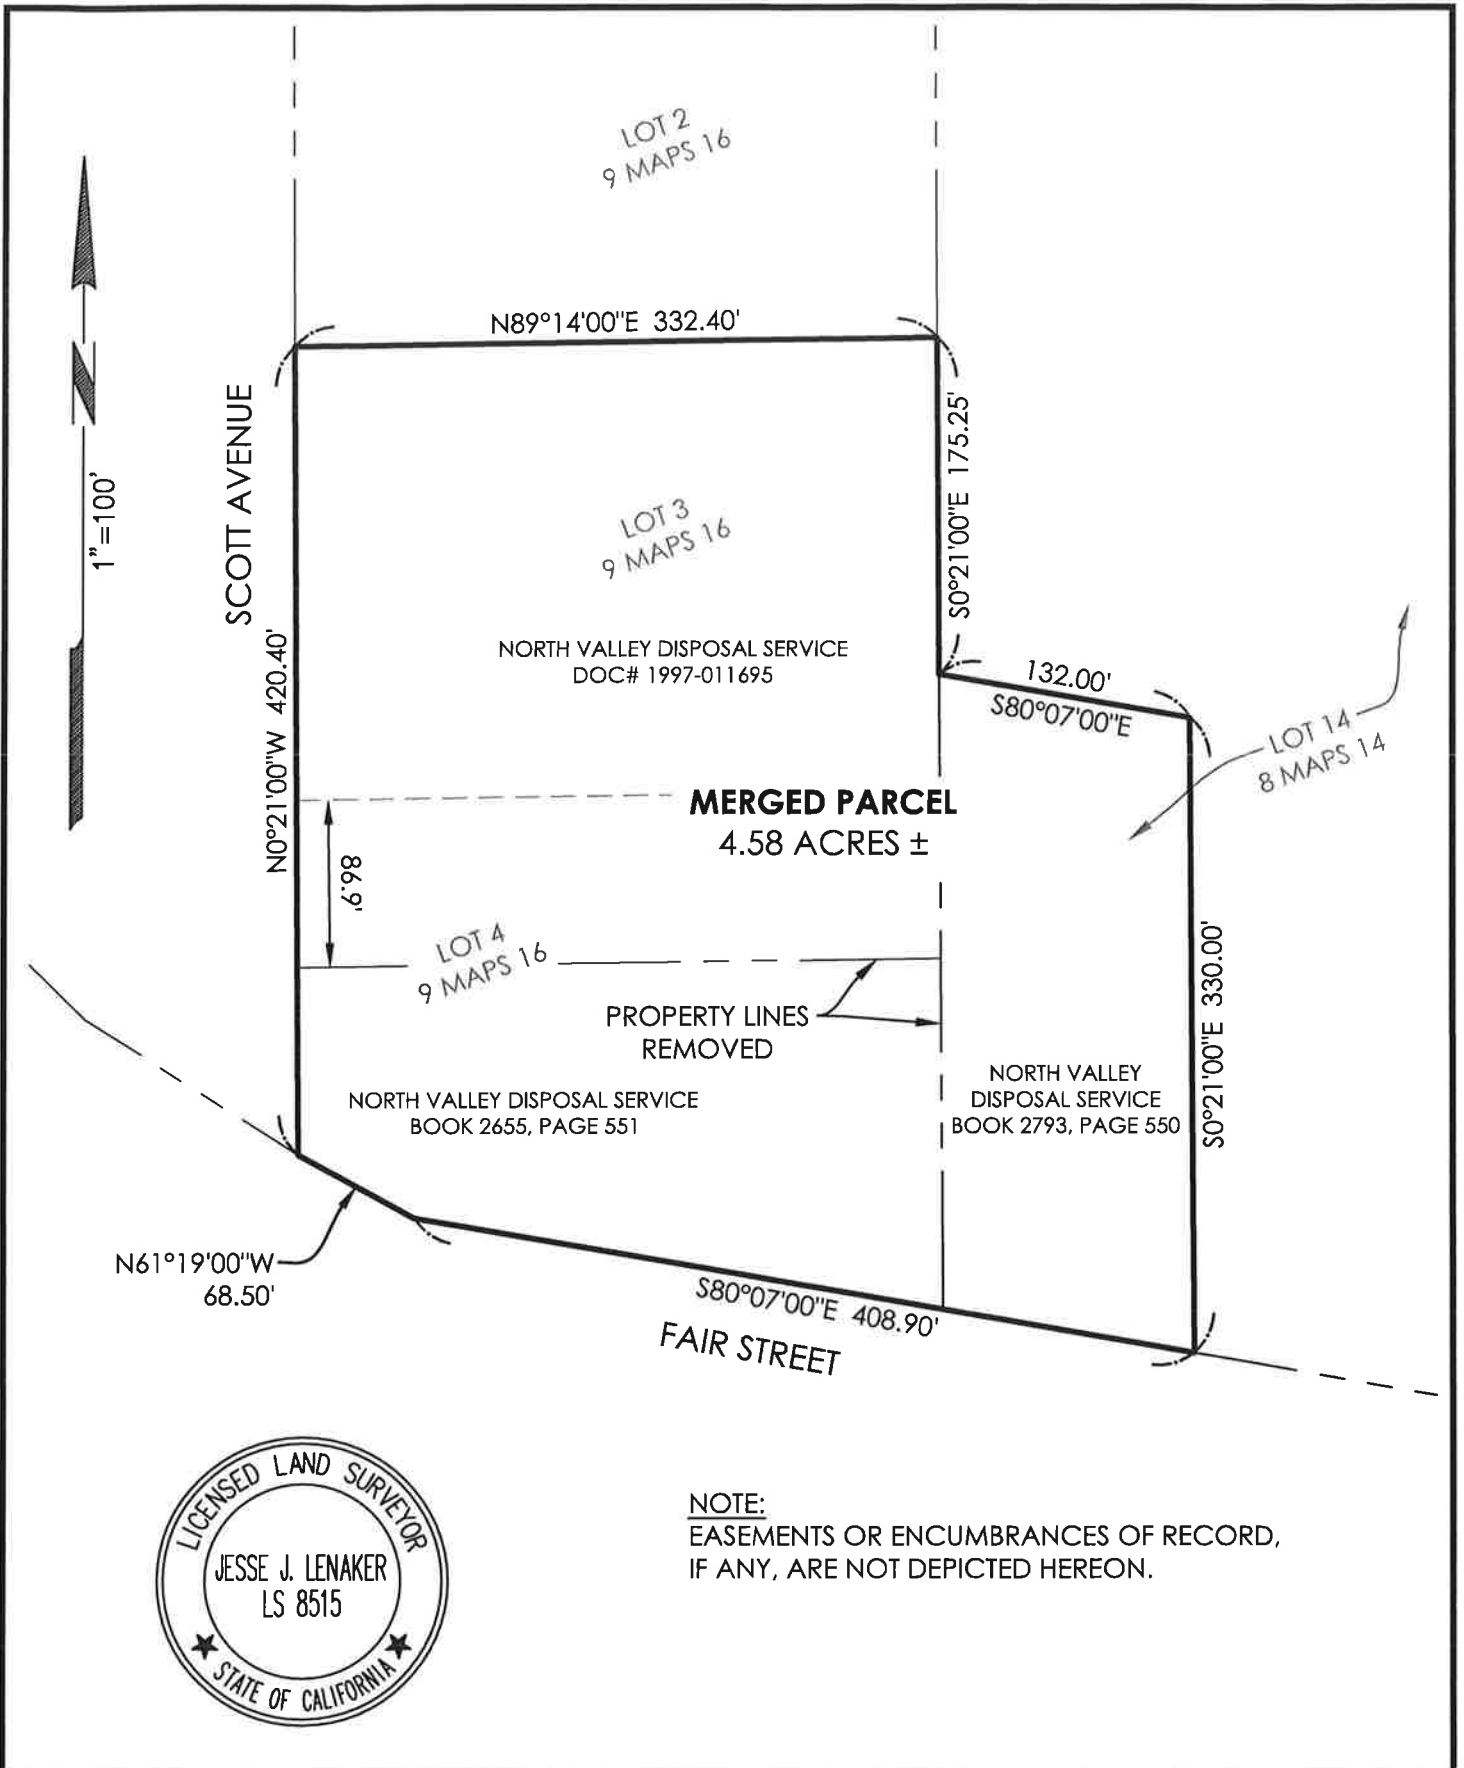 LOT 2
9 MAPS 16
N
1"=100'
N89°14'00"E 332.40'
SCOTT AVENUE
S0°21'00"E 175.25'
LOT 3
9 MAPS 16
NORTH VALLEY DISPOSAL SERVICE
DOC# 1997-011695
132.00'
S80°07'00"E
LOT 14
8 MAPS 14
N0°21'00"W 420.40'
MERGED PARCEL
4.58 ACRES ±
86.9'
LOT 4
9 MAPS 16
PROPERTY LINES
REMOVED
S0°21'00"E 330.00'
NORTH VALLEY DISPOSAL SERVICE
BOOK 2655, PAGE 551
NORTH VALLEY
DISPOSAL SERVICE
BOOK 2793, PAGE 550
N61°19'00"W
68.50'
S80°07'00"E 408.90'
FAIR STREET
LICENSED LAND SURVEYOR
JESSE J. LENAKER
LS 8515
STATE OF CALIFORNIA
NOTE:
EASEMENTS OR ENCUMBRANCES OF RECORD,
IF ANY, ARE NOT DEPICTED HEREON.